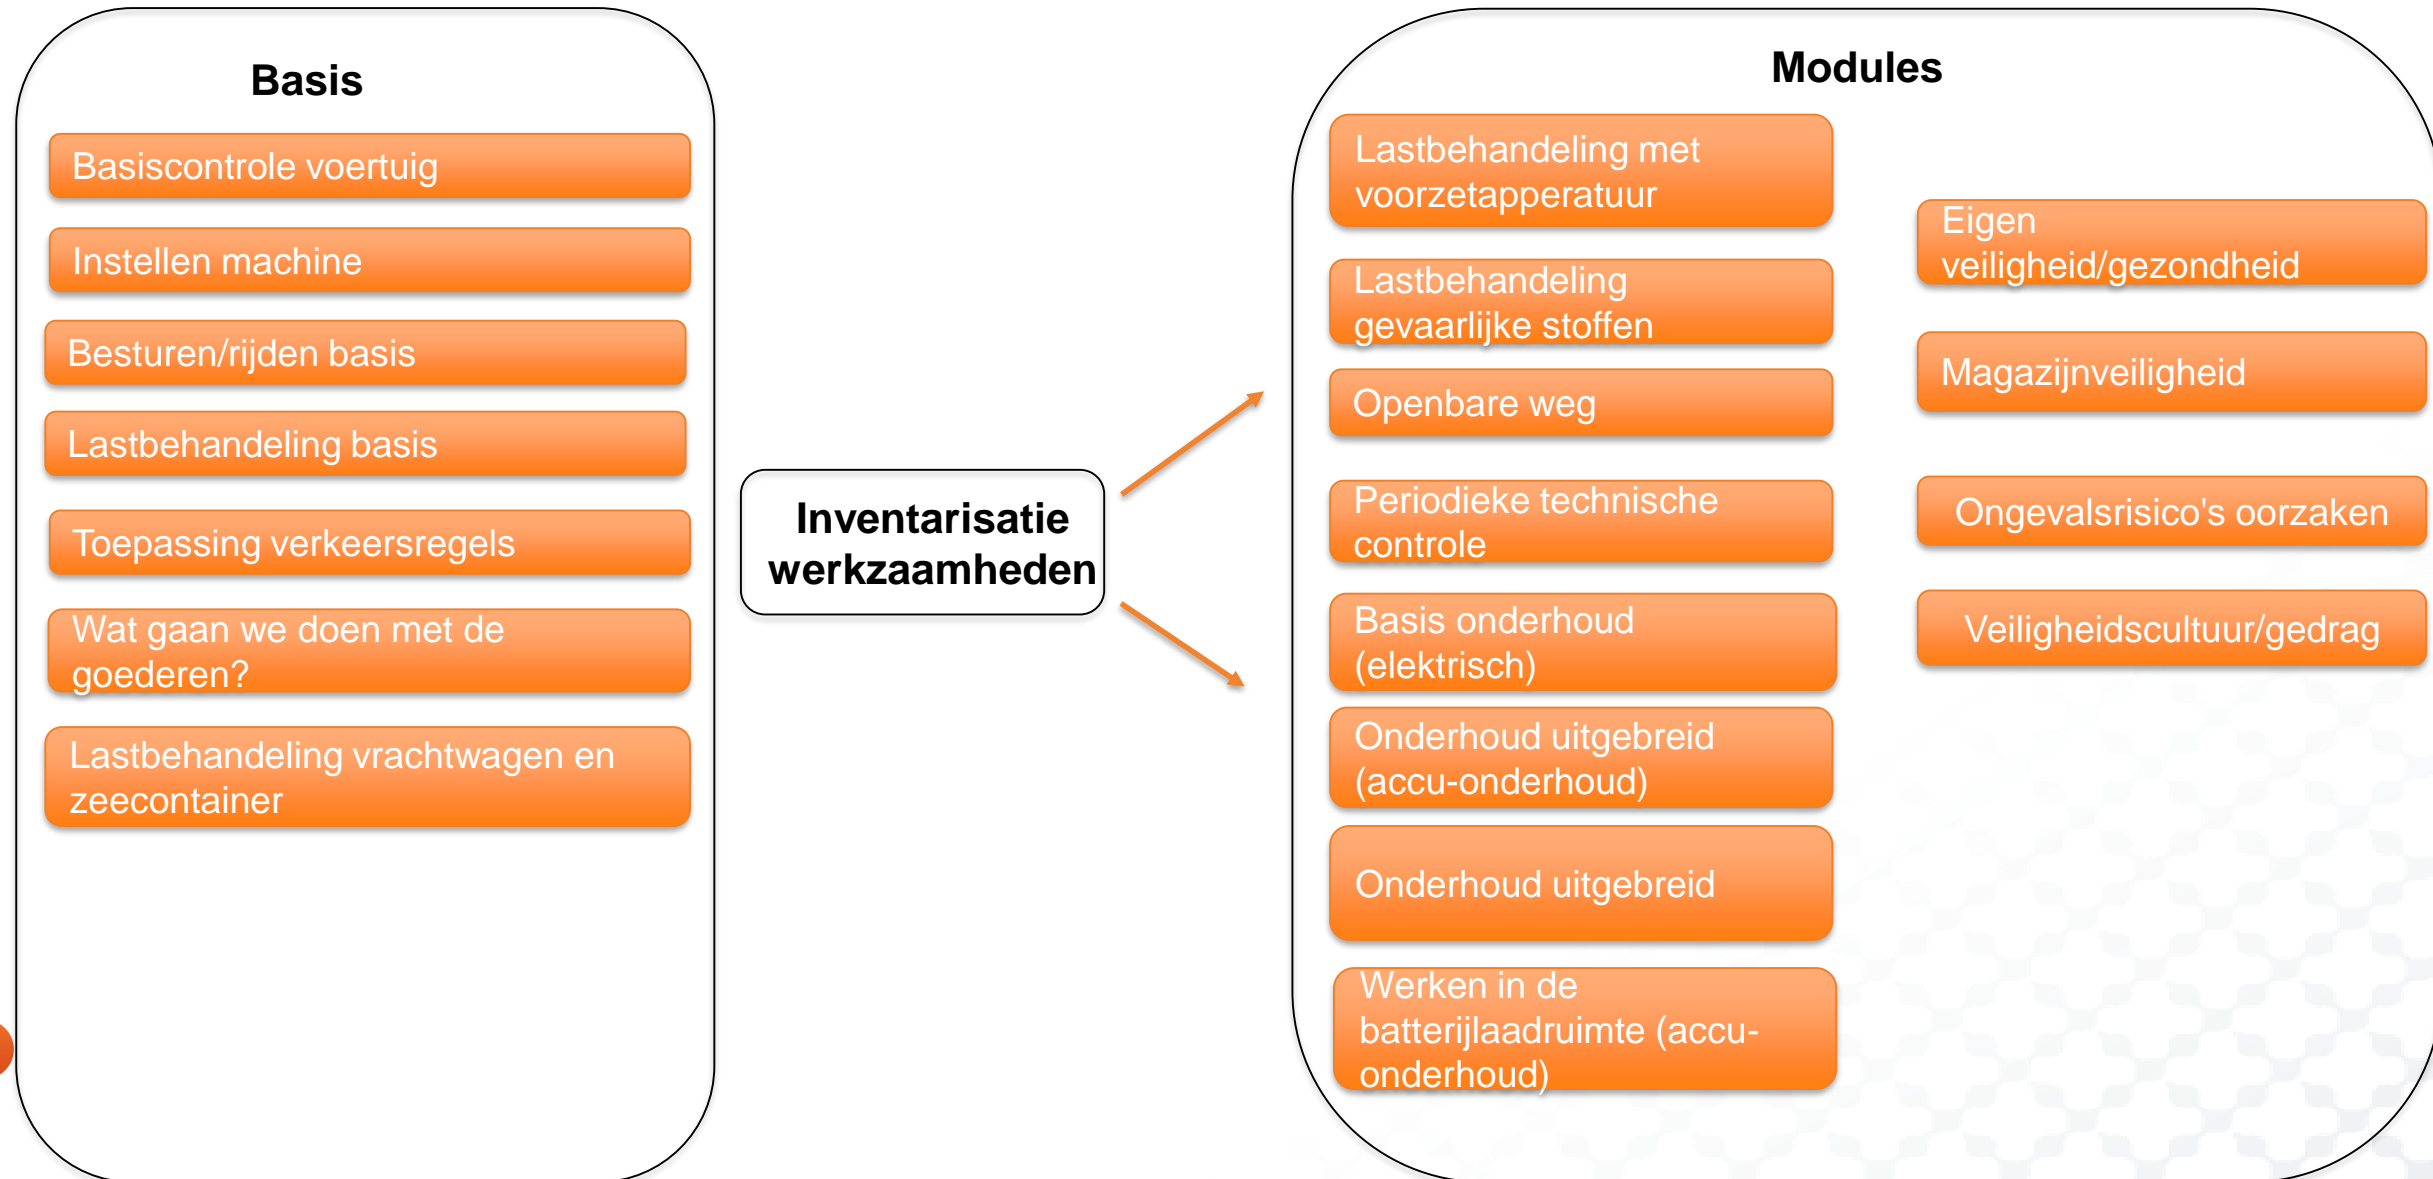 Basis
Basiscontrole voertuig
Instellen machine
Besturen/rijden basis
Lastbehandeling basis
Toepassing verkeersregels
Wat gaan we doen met de
goederen?
Lastbehandeling vrachtwagen en
zeecontainer
Inventarisatie
werkzaamheden
Modules
Lastbehandeling met
voorzetapperatuur
Lastbehandeling
gevaarlijke stoffen
Openbare weg
Periodieke technische
controle
Basis onderhoud
(elektrisch)
Onderhoud uitgebreid
(accu-onderhoud)
Onderhoud uitgebreid
Werken in de
batterijlaadruimte (accu-
onderhoud)
Eigen
veiligheid/gezondheid
Magazijnveiligheid
Ongevalsrisico's oorzaken
Veiligheidscultuur/gedrag